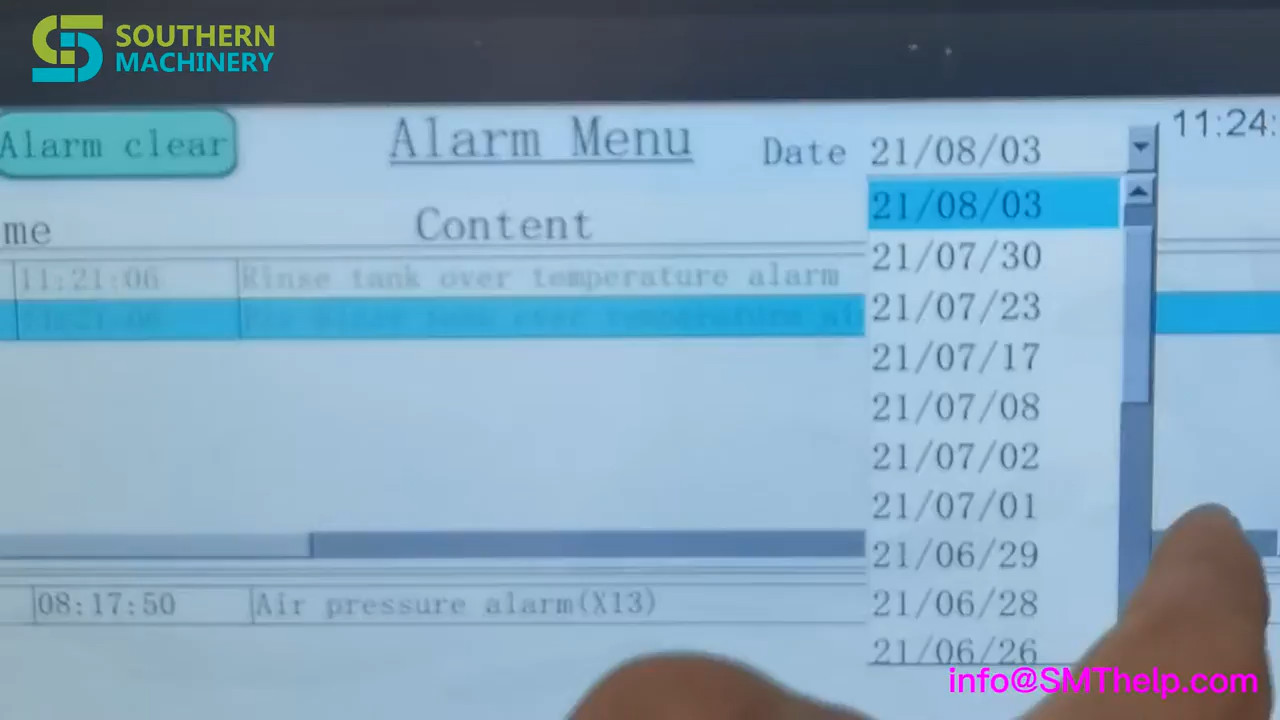 SOUTHERN
MACHINERY
Alarm clear
Alarm Menu
Date 21/08/03
11:24:
me
Content
11:21:06 Rinse tank over temperature alarm
tank over temperature
08:17:50 Air pressure alarm(X13)
21/08/03
21/07/30
21/07/23
21/07/17
21/07/08
21/07/02
21/07/01
21/06/29
21/06/28
21/06/26
info@SMThelp.com